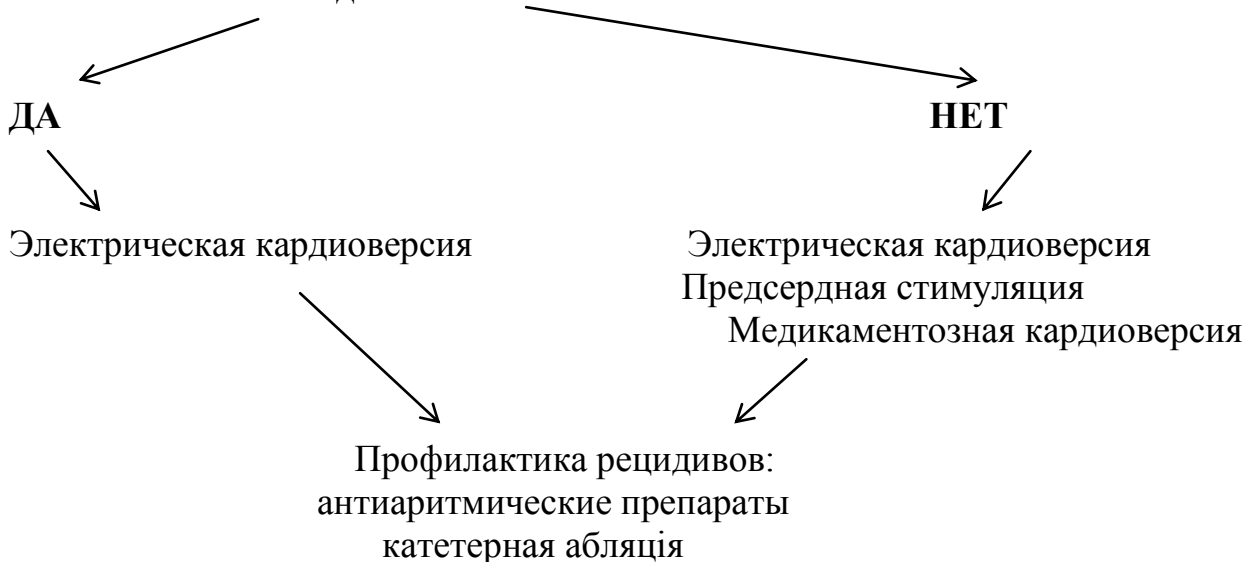 ДА НЕТ
Электрическая кардиоверсия Электрическая кардиоверсия
Предсердная стимуляция
Медикаментозная кардиоверсия
Профилактика рецидивов:
антиаритмические препараты
катетерная абляція